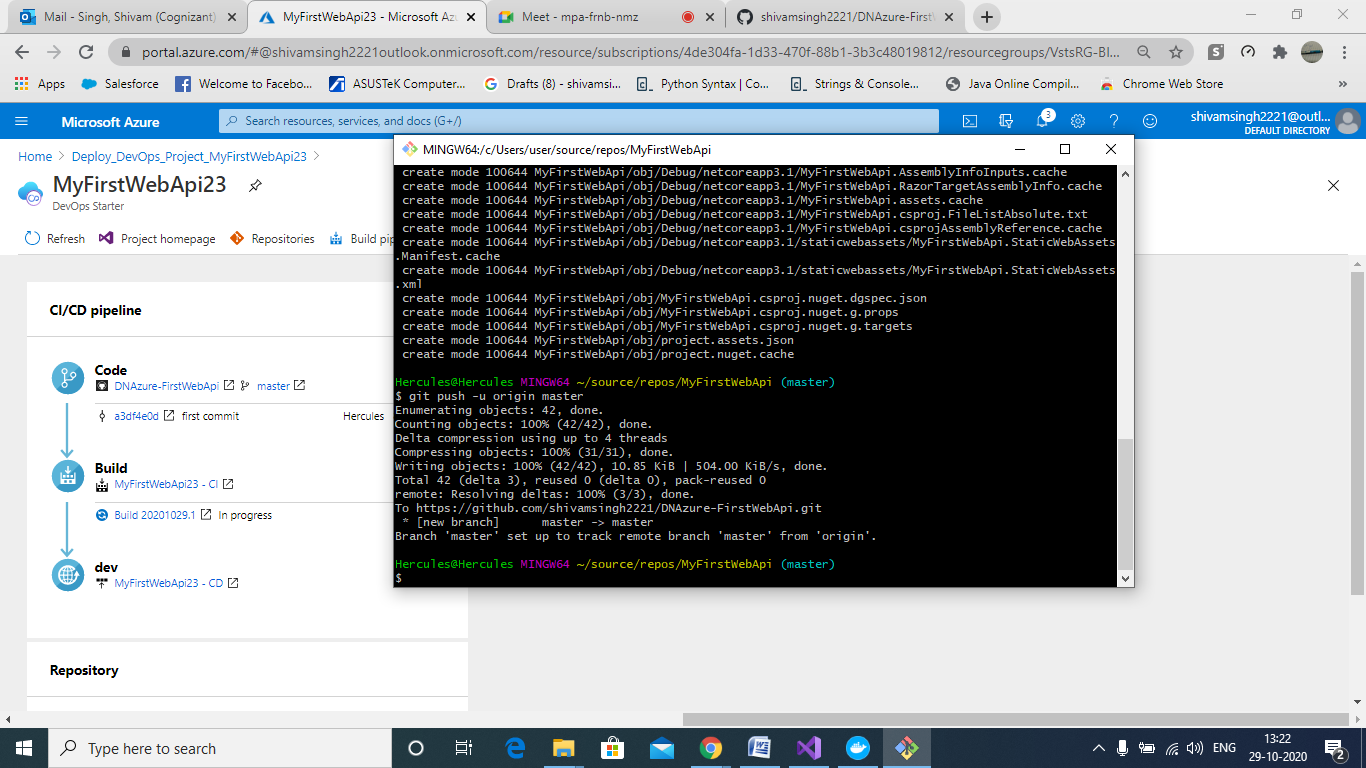 Mail - Singh, Shivam (Cognizant)
MyFirstWebApi23 - Microsoft Azu
Meet - mpa-frnb-nmz
shivamsingh2221/DNAzure-First
portal.azure.com/#@shivamsingh2221outlook.onmicrosoft.com/resource/subscriptions/4de304fa-1d33-470f-88b1-3b3c48019812/resourcegroups/VstsRG-Bl...
Apps
Salesforce
Welcome to Facebo...
ASUSTeK Computer...
Drafts (8) - shivamsi...
Python Syntax | Co...
Strings & Console...
Java Online Compil...
Chrome Web Store
»
Microsoft Azure
Search resources, services, and docs (G+/)
3
shivamsingh2221@outl...
DEFAULT DIRECTORY
Home > Deploy_DevOps_Project_MyFirstWebApi23 >
MyFirstWebApi23
DevOps Starter
Refresh
Project homepage
Repositories
Build pip
CI/CD pipeline
Code
DNAzure-FirstWebApi
master
a3df4e0d
first commit
Hercules
Build
MyFirstWebApi23 - CI
Build 20201029.1
In progress
dev
MyFirstWebApi23 - CD
Repository
MINGW64:/c/Users/user/source/repos/MyFirstWebApi
create mode 100644 MyFirstWebApi/obj/Debug/netcoreapp3.1/MyFirstWebApi.AssemblyInfoInputs.cache
create mode 100644 MyFirstWebApi/obj/Debug/netcoreapp3.1/MyFirstWebApi.RazorTargetAssemblyInfo.cache
create mode 100644 MyFirstWebApi/obj/Debug/netcoreapp3.1/MyFirstWebApi.assets.cache
create mode 100644 MyFirstWebApi/obj/Debug/netcoreapp3.1/MyFirstWebApi.csproj.FileListAbsolute.txt
create mode 100644 MyFirstWebApi/obj/Debug/netcoreapp3.1/MyFirstWebApi.csprojAssemblyReference.cache
create mode 100644 MyFirstWebApi/obj/Debug/netcoreapp3.1/staticwebassets/MyFirstWebApi.StaticWebAssets
.Manifest.cache
create mode 100644 MyFirstWebApi/obj/Debug/netcoreapp3.1/staticwebassets/MyFirstWebApi.StaticWebAssets
.xml
create mode 100644 MyFirstWebApi/obj/MyFirstWebApi.csproj.nuget.dgspec.json
create mode 100644 MyFirstWebApi/obj/MyFirstWebApi.csproj.nuget.g.props
create mode 100644 MyFirstWebApi/obj/MyFirstWebApi.csproj.nuget.g.targets
create mode 100644 MyFirstWebApi/obj/project.assets.json
create mode 100644 MyFirstWebApi/obj/project.nuget.cache
Hercules@Hercules MINGW64 ~/source/repos/MyFirstWebApi (master)
$ git push -u origin master
Enumerating objects: 42, done.
Counting objects: 100% (42/42), done.
Delta compression using up to 4 threads
Compressing objects: 100% (31/31), done.
Writing objects: 100% (42/42), 10.85 KiB | 504.00 KiB/s, done.
Total 42 (delta 3), reused 0 (delta 0), pack-reused 0
remote: Resolving deltas: 100% (3/3), done.
To https://github.com/shivamsingh2221/DNAzure-FirstWebApi.git
* [new branch]      master -> master
Branch 'master' set up to track remote branch 'master' from 'origin'.
Hercules@Hercules MINGW64 ~/source/repos/MyFirstWebApi (master)
$
Type here to search
ENG
13:22
29-10-2020
2